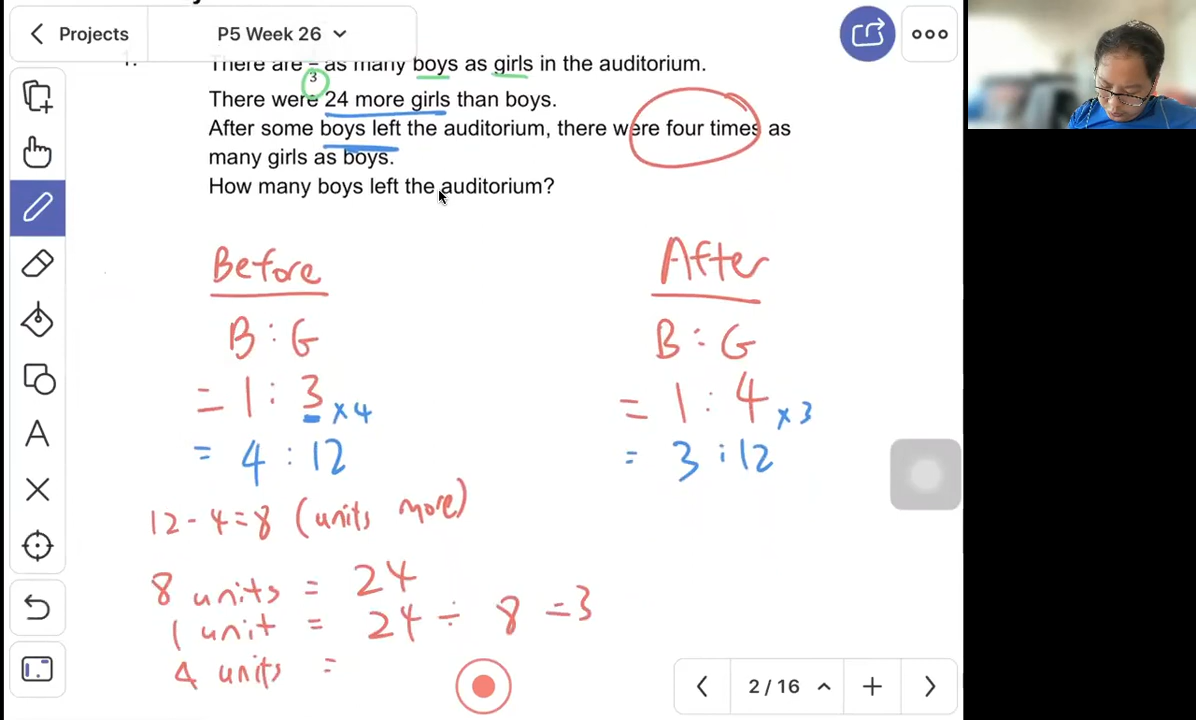 Projects
P5 Week 26
There are 3 as many boys as girls in the auditorium.
There were 24 more girls than boys.
After some boys left the auditorium, there were four times as
many girls as boys.
How many boys left the auditorium?
Before
After
B : G
B : G
= 1 : 3 × 4
= 1 : 4 × 3
= 4 : 12
= 3 : 12
12 - 4 = 8 (units more)
8 units = 24
1 unit = 24 ÷ 8 = 3
4 units =
2 / 16